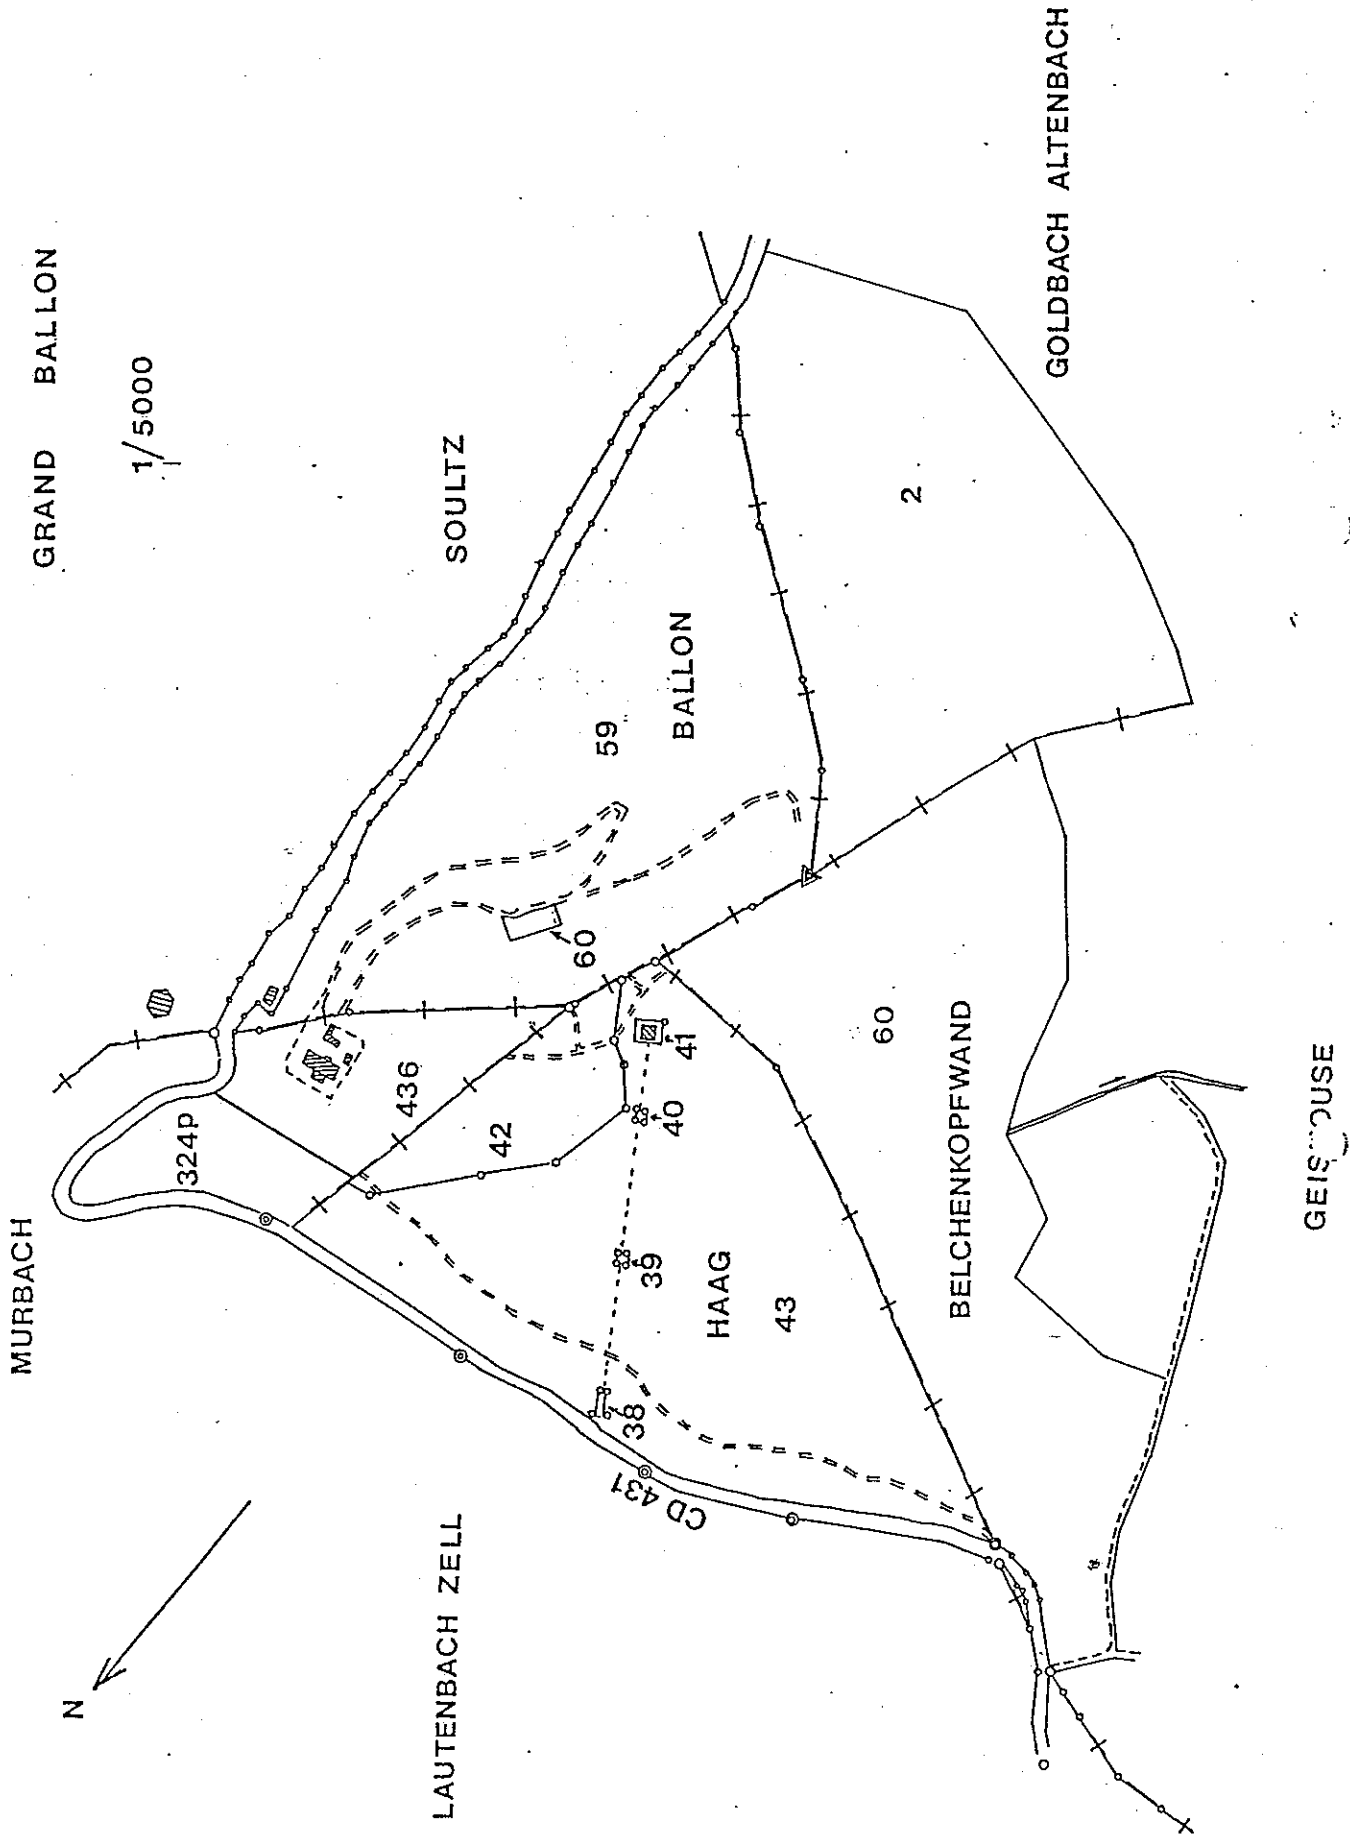 GRAND BALLON
1/5000
MURBACH
SOULTZ
324p
436
59
BALLON
60
42
2
41
40
39
HAAG
38
43
60
CD 431
BELCHENKOPFWAND
GOLDBACH ALTENBACH
N
LAUTENBACH ZELL